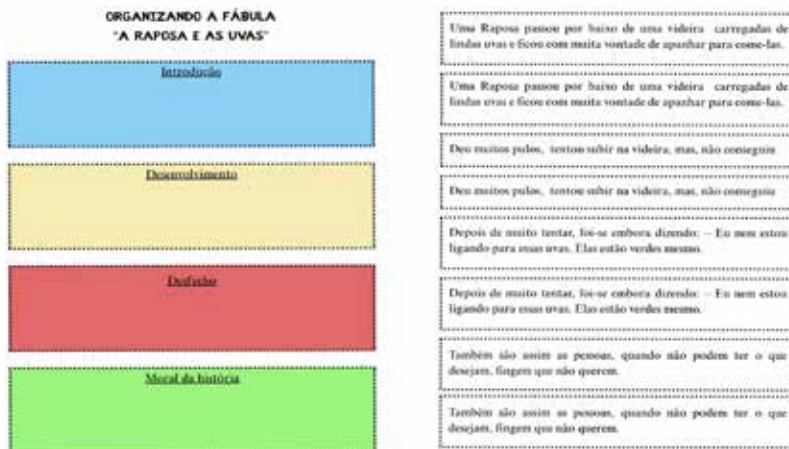 ORGANIZANDO A FÁBULA
"A RAPOSA E AS UVAS"
Introdução
Desenvolvimento
Desfecho
Moral da história
Uma Raposa passou por baixo de uma videira carregadas de
lindas uvas e ficou com muita vontade de apanhar para come-las.
Uma Raposa passou por baixo de uma videira carregadas de
lindas uvas e ficou com muita vontade de apanhar para come-las.
Deu muitos pulos, tentou subir na videira, mas, não conseguiu
Deu muitos pulos, tentou subir na videira, mas, não conseguiu
Depois de muito tentar, foi-se embora dizendo: – Eu nem estou
ligando para essas uvas. Elas estão verdes mesmo.
Depois de muito tentar, foi-se embora dizendo: – Eu nem estou
ligando para essas uvas. Elas estão verdes mesmo.
Também são assim as pessoas, quando não podem ter o que
desejam, fingem que não querem.
Também são assim as pessoas, quando não podem ter o que
desejam, fingem que não querem.